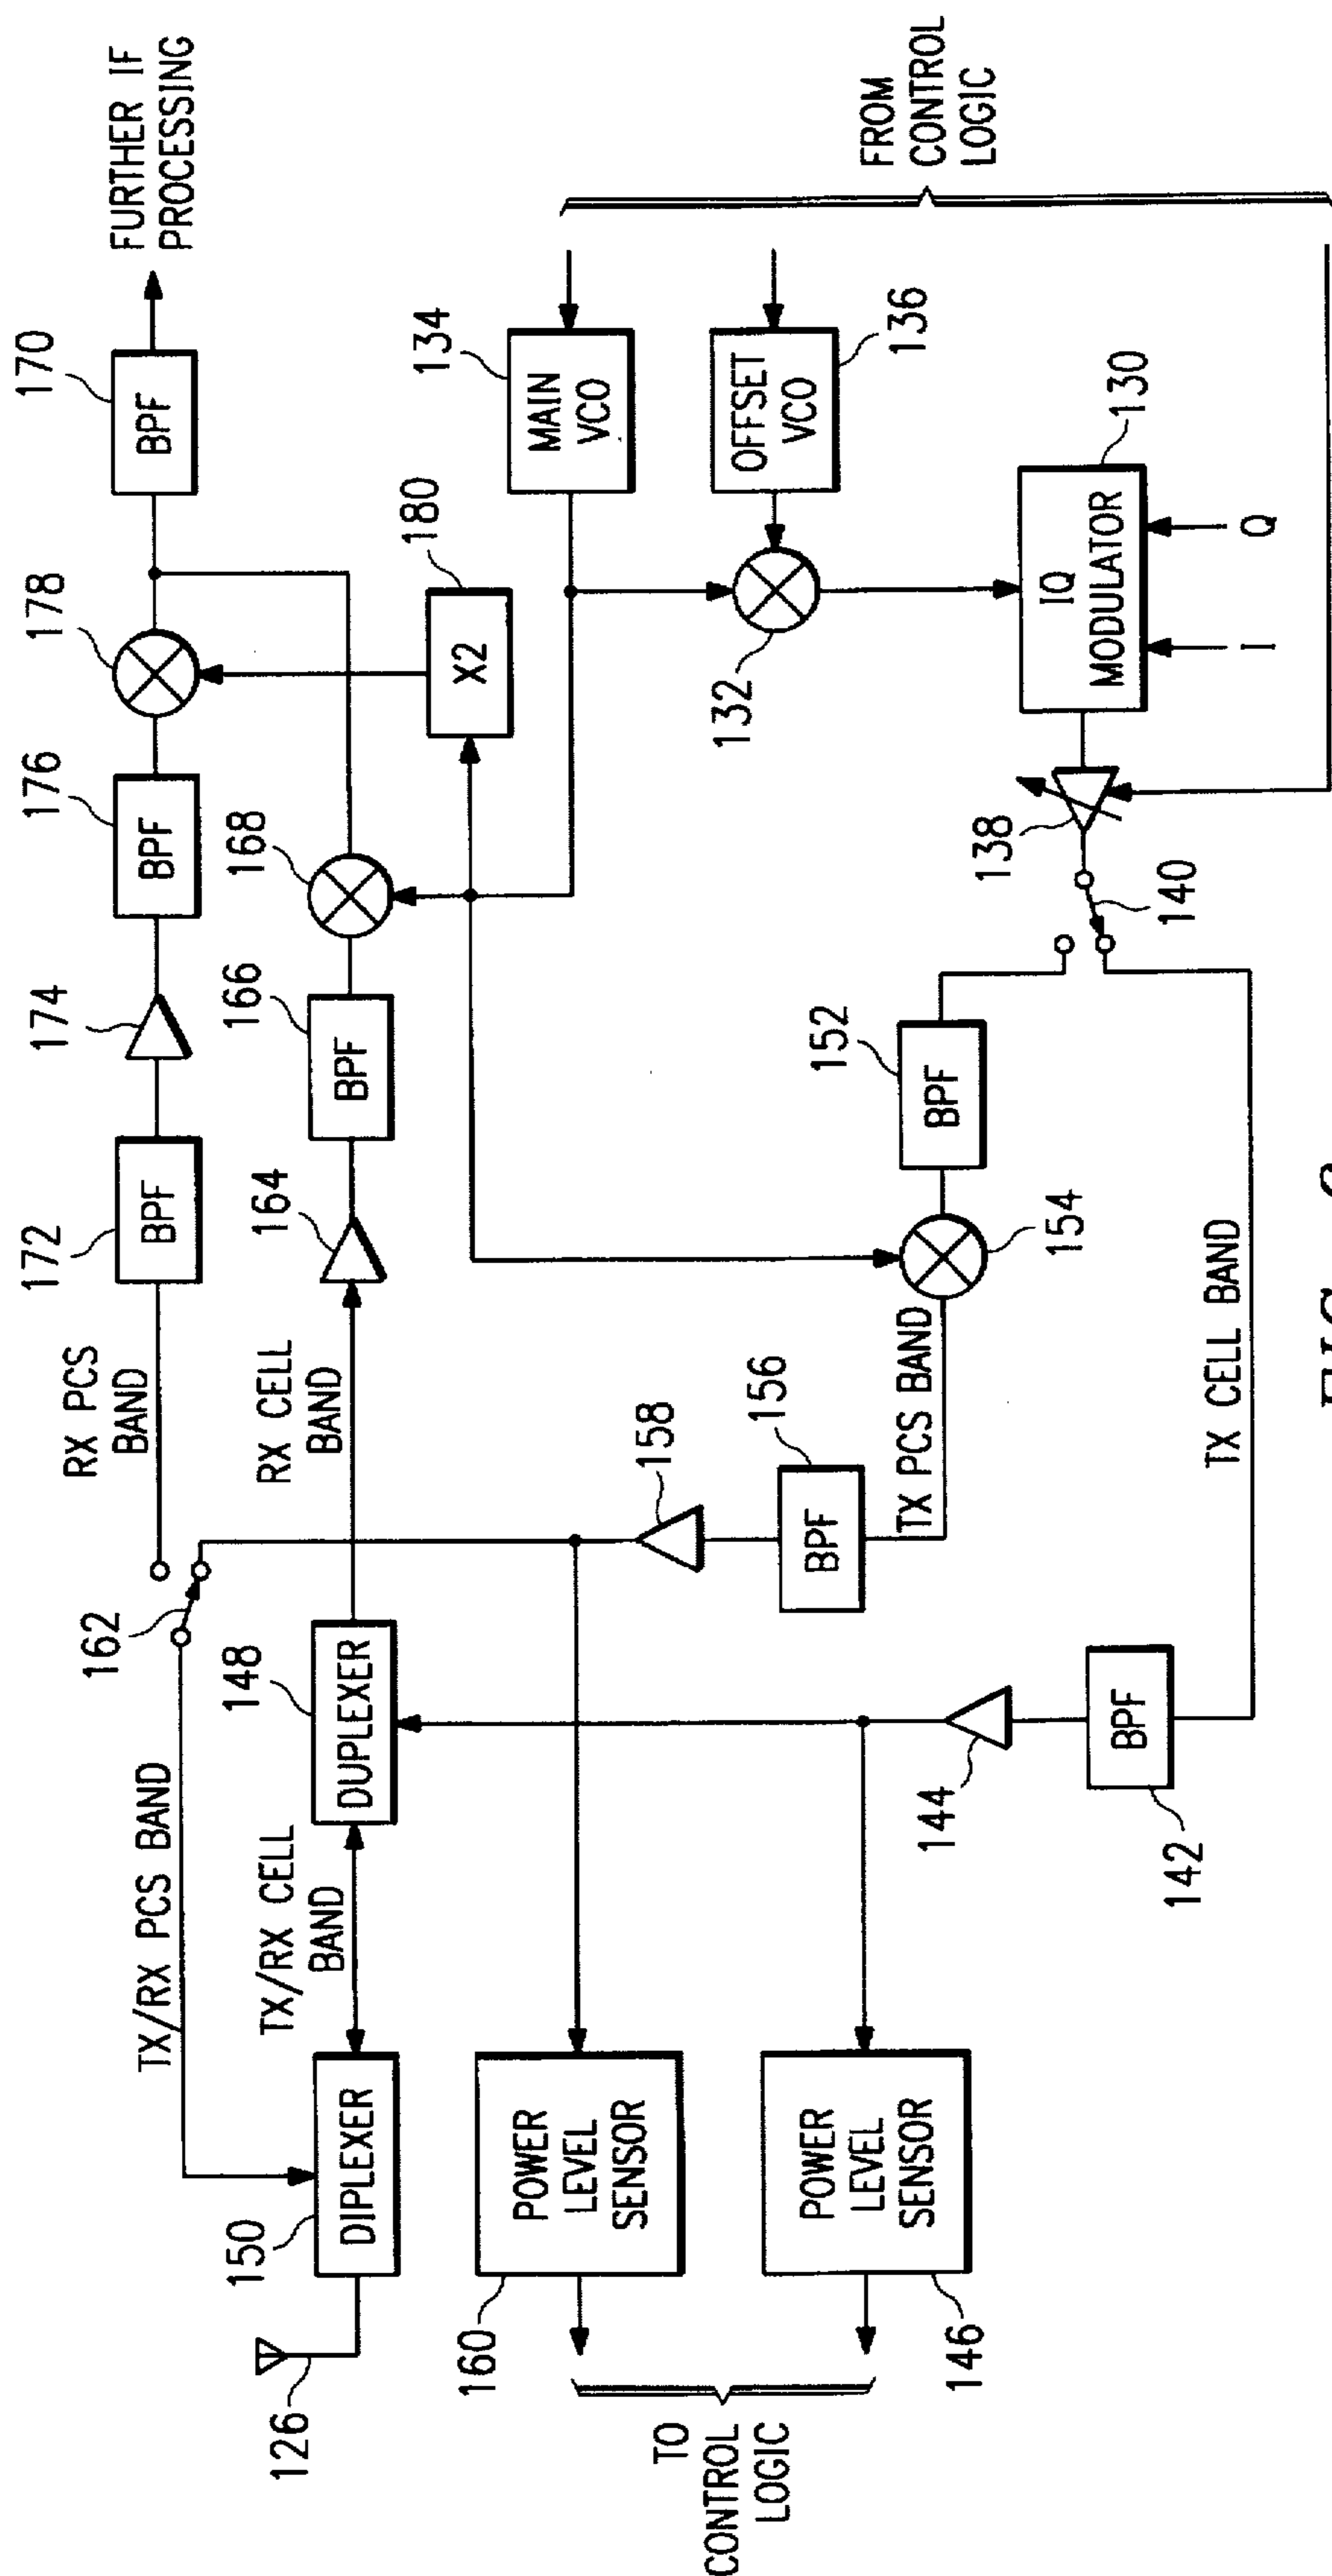 FURTHER IF
PROCESSING
170
BPF
178
176
BPF
174
172
BPF
RX PCS
BAND
162
TX/RX PCS BAND
180
X2
168
166
BPF
164
RX CELL
BAND
148
DUPLEXER
TX/RX CELL
BAND
150
DIPLEXER
126
FROM
CONTROL
LOGIC
134
MAIN
VCO
136
OFFSET
VCO
132
130
IQ
MODULATOR
I
Q
138
140
152
BPF
154
TX PCS BAND
156
BPF
158
TX CELL BAND
142
BPF
144
160
POWER
LEVEL
SENSOR
146
POWER
LEVEL
SENSOR
TO
CONTROL
LOGIC